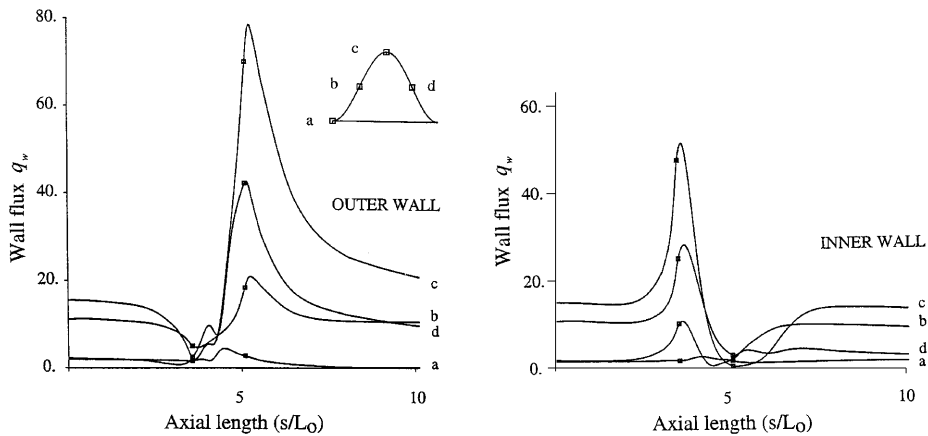 80.
60.
40.
20.
0.
Wall flux q_w
a
b
c
d
OUTER WALL
c
b
d
a
5
10
Axial length (s/L_O)
60.
40.
20.
0.
Wall flux q_w
INNER WALL
c
b
d
a
5
10
Axial length (s/L_O)